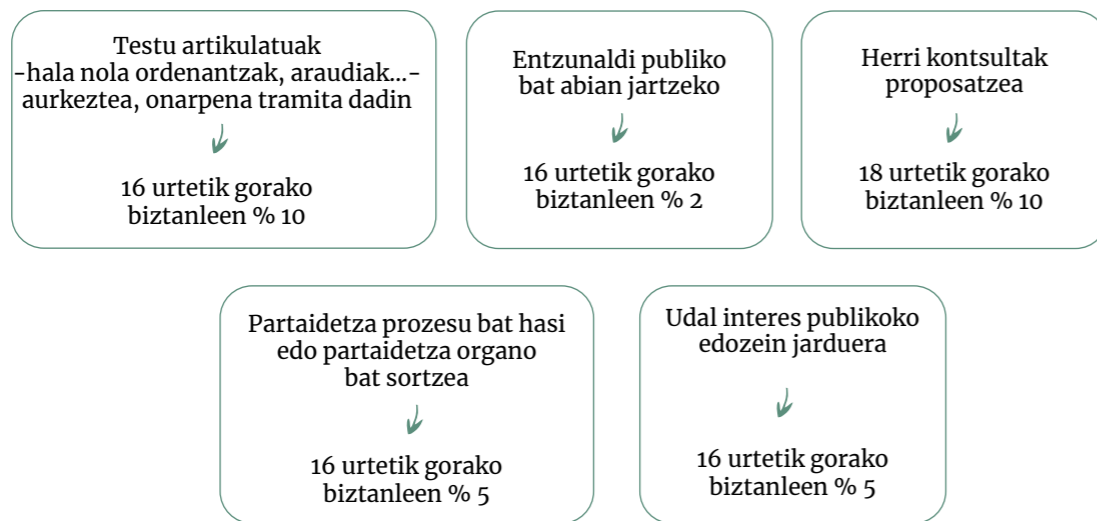 Testu artikulatuak
-hala nola ordenantzak, araudiak...-
aurkeztea, onarpena tramita dadin
16 urtetik gorako
biztanleen % 10
Entzunaldi publiko
bat abian jartzeko
16 urtetik gorako
biztanleen % 2
Herri kontsultak
proposatzea
18 urtetik gorako
biztanleen % 10
Partaidetza prozesu bat hasi
edo partaidetza organo
bat sortzea
16 urtetik gorako
biztanleen % 5
Udal interes publikoko
edozein jarduera
16 urtetik gorako
biztanleen % 5